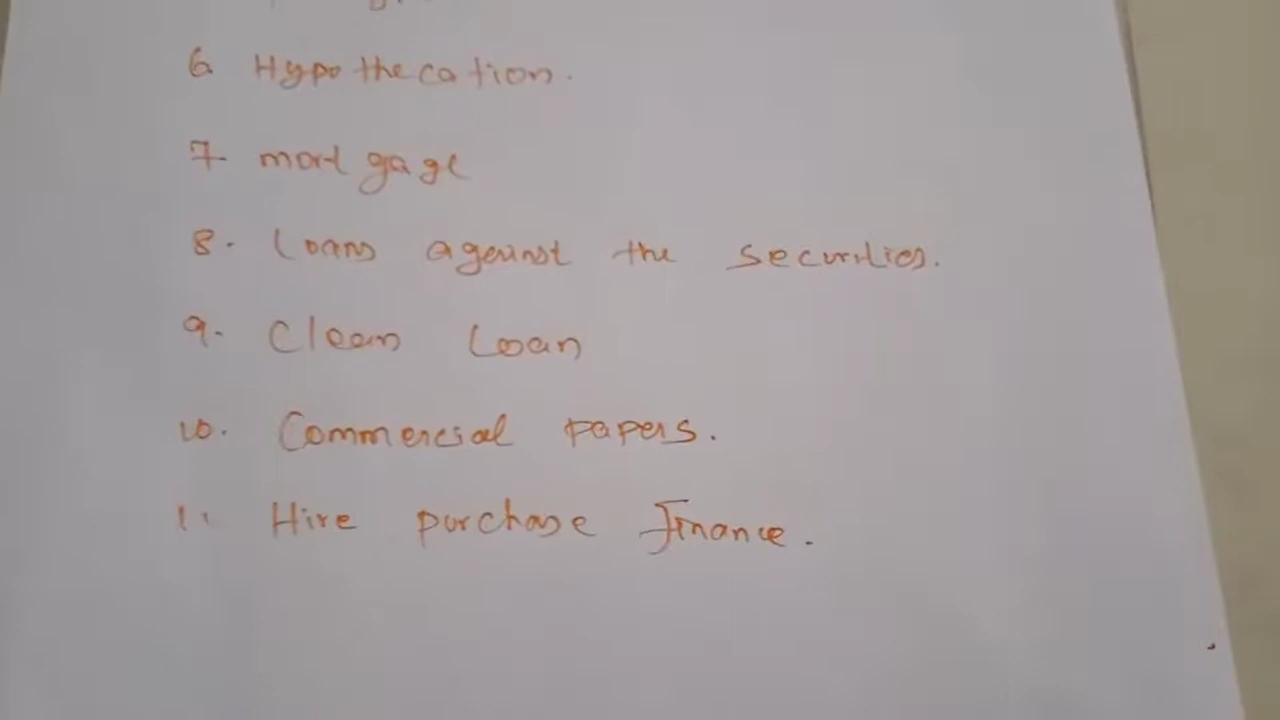 6. Hypothecation.
7. mortgage
8. Loans against the securities.
9. Clean Loan
10. Commercial papers.
11. Hire purchase Finance.